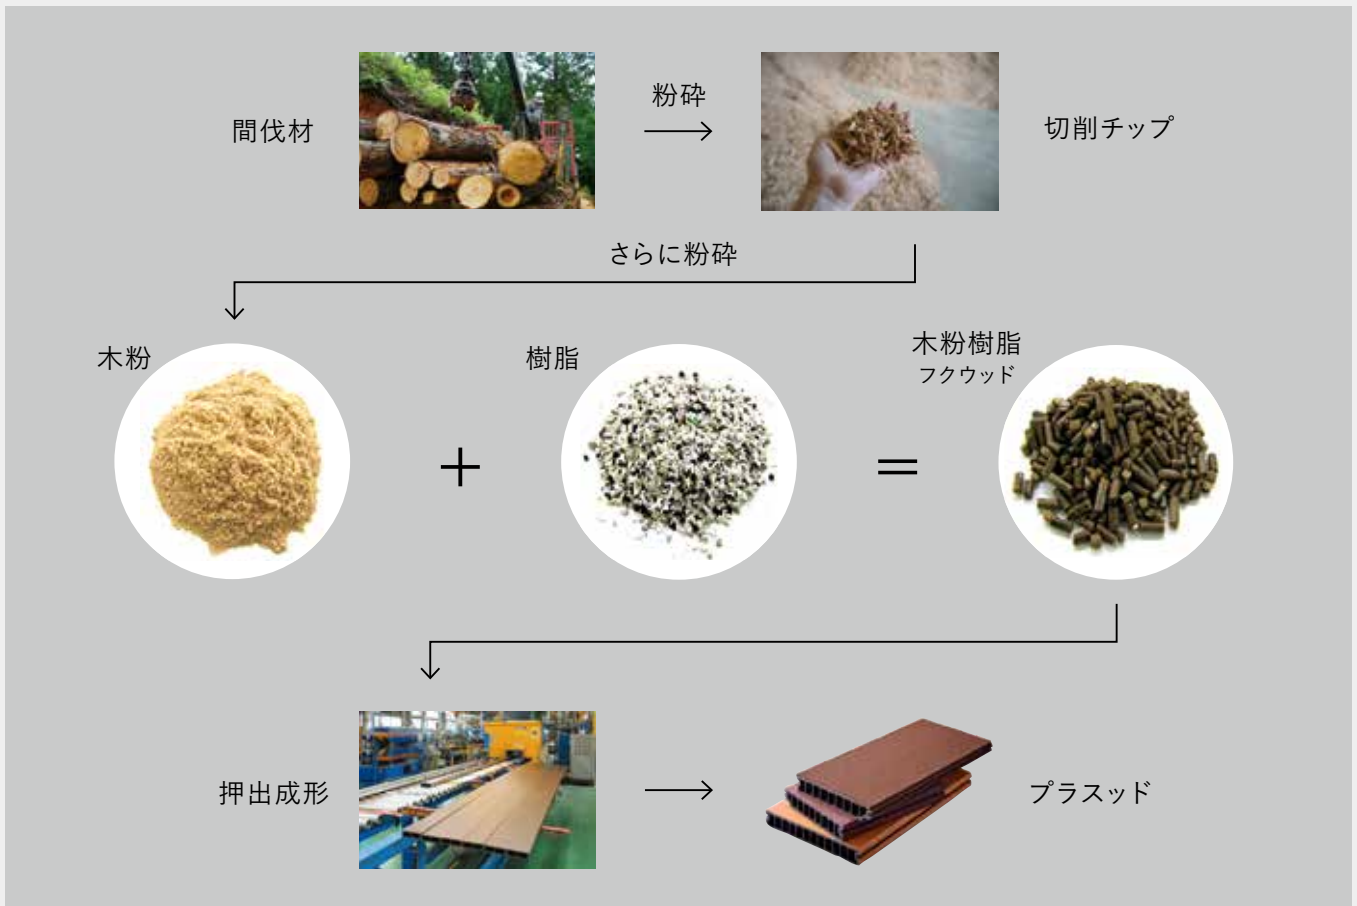 間伐材
粉砕
切削チップ
さらに粉砕
木粉
+
樹脂
=
木粉樹脂
フクウッド
押出成形
プラスッド